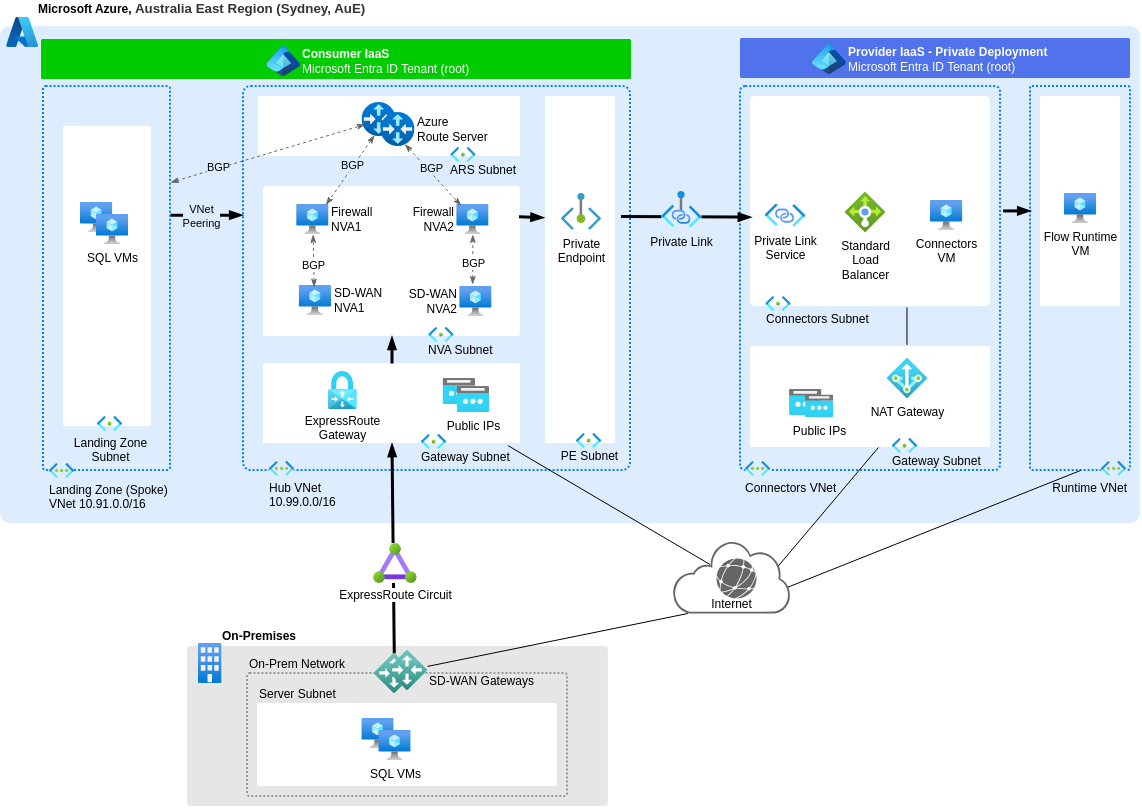 Microsoft Azure, Australia East Region (Sydney, AuE)
Consumer IaaS
Microsoft Entra ID Tenant (root)
Provider IaaS - Private Deployment
Microsoft Entra ID Tenant (root)
Azure
Route Server
ARS Subnet
BGP
BGP
BGP
VNet
Peering
SQL VMs
Firewall
NVA1
Firewall
NVA2
BGP
BGP
SD-WAN
NVA1
SD-WAN
NVA2
NVA Subnet
Private
Endpoint
Private Link
Private Link
Service
Standard
Load
Balancer
Connectors
VM
Flow Runtime
VM
Connectors Subnet
ExpressRoute
Gateway
Public IPs
Gateway Subnet
PE Subnet
NAT Gateway
Public IPs
Gateway Subnet
Landing Zone
Subnet
Landing Zone (Spoke)
VNet 10.91.0.0/16
Hub VNet
10.99.0.0/16
Connectors VNet
Runtime VNet
ExpressRoute Circuit
Internet
On-Premises
On-Prem Network
SD-WAN Gateways
Server Subnet
SQL VMs